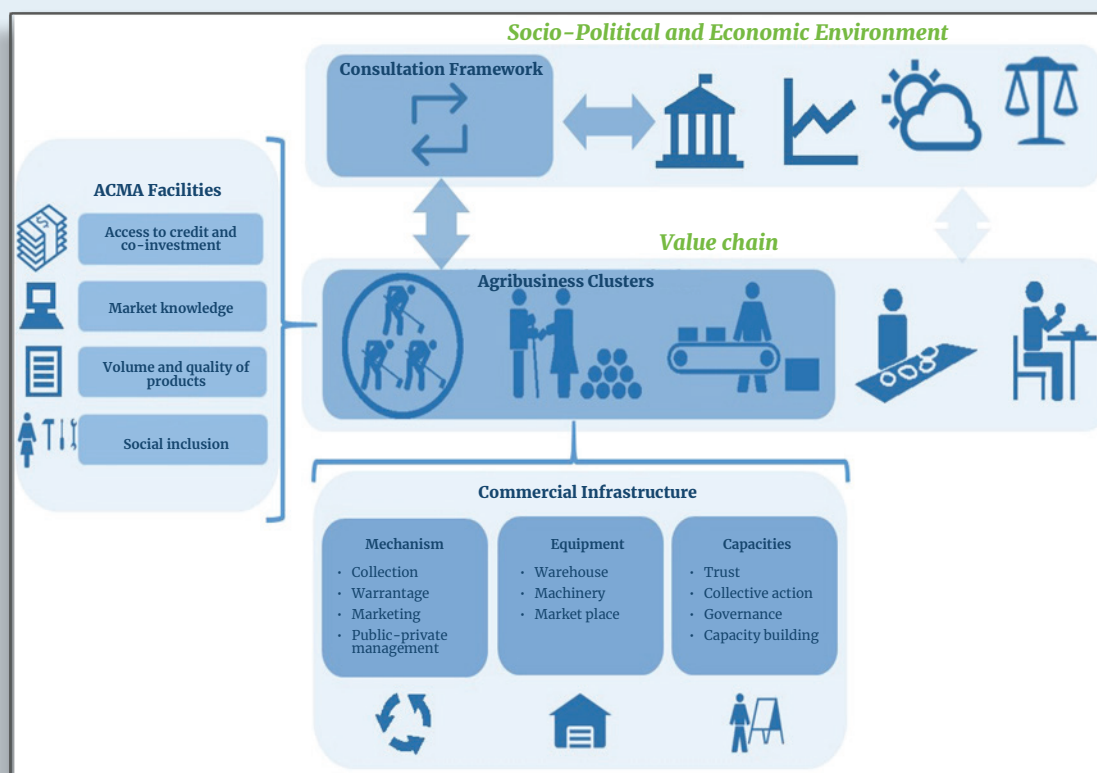 Socio-Political and Economic Environment
Consultation Framework
ACMA Facilities
Access to credit and
co-investment
Market knowledge
Volume and quality of
products
Social inclusion
Value chain
Agribusiness Clusters
Commercial Infrastructure
Mechanism
· Collection
· Warrantage
· Marketing
· Public-private
management
Equipment
· Warehouse
· Machinery
· Market place
Capacities
· Trust
· Collective action
· Governance
· Capacity building